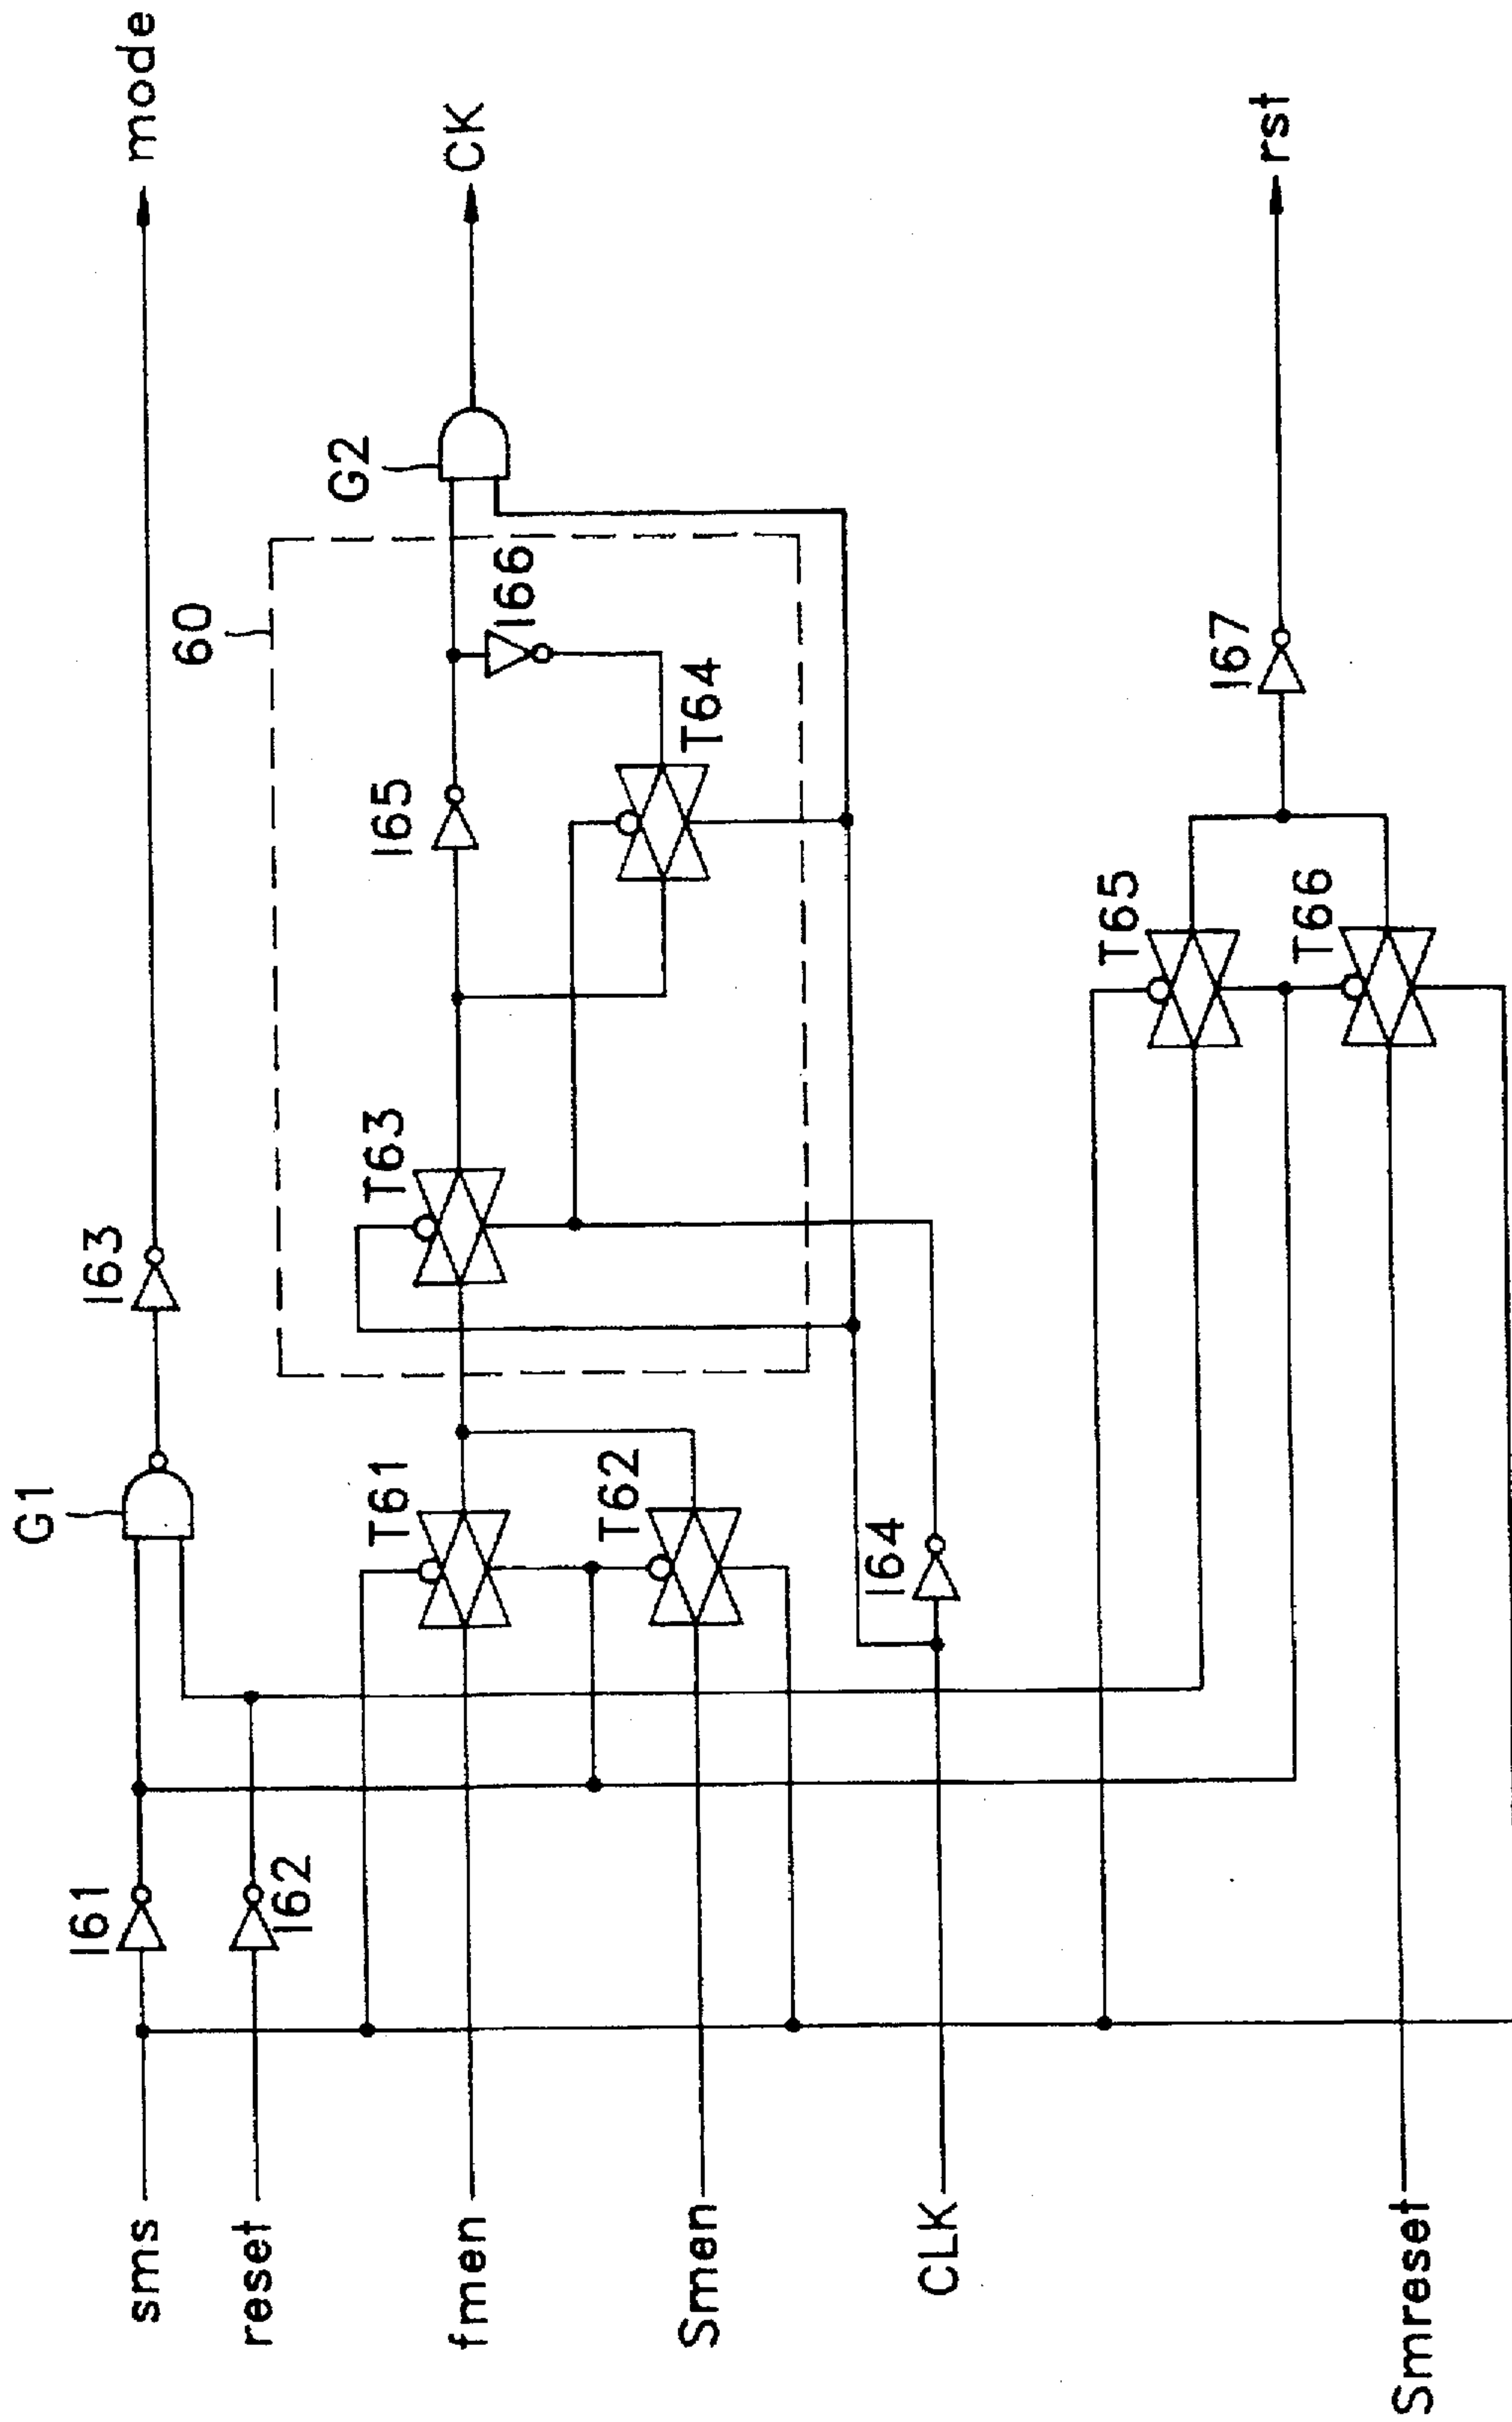 sms
reset
fmen
Smen
CLK
Smreset
I61
I62
G1
I63
mode
T61
T62
I64
60
T63
I65
T64
I66
G2
CK
T65
T66
I67
rst